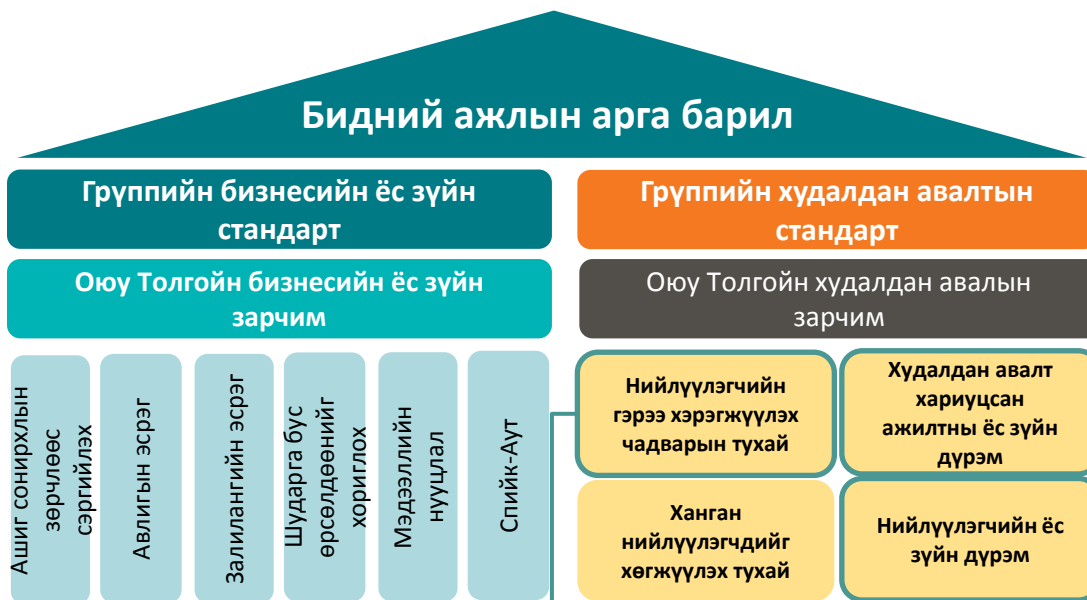 Бидний ажлын арга барил
Групpийн бизнесийн ёс зүйн
стандарт
Группийн худалдан авалтын
стандарт
Оюу Толгойн бизнесийн ёс зүйн
зарчим
Оюу Толгойн худалдан авалын
зарчим
Ашиг сонирхлын
зөрчлөөс
сэргийлэх
Авлигын эсрэг
Залилангийн эсрэг
Шударга бус
өрсөлдөөнийг
хориглох
Мэдээллийн
нууцлал
Спийк-Аут
Нийлүүлэгчийн
гэрээ хэрэгжүүлэх
чадварын тухай
Худалдан авалт
хариуцсан
ажилтны ёс зүйн
дүрэм
Ханган
нийлүүлэгчдийг
хөгжүүлэх тухай
Нийлүүлэгчийн ёс
зүйн дүрэм